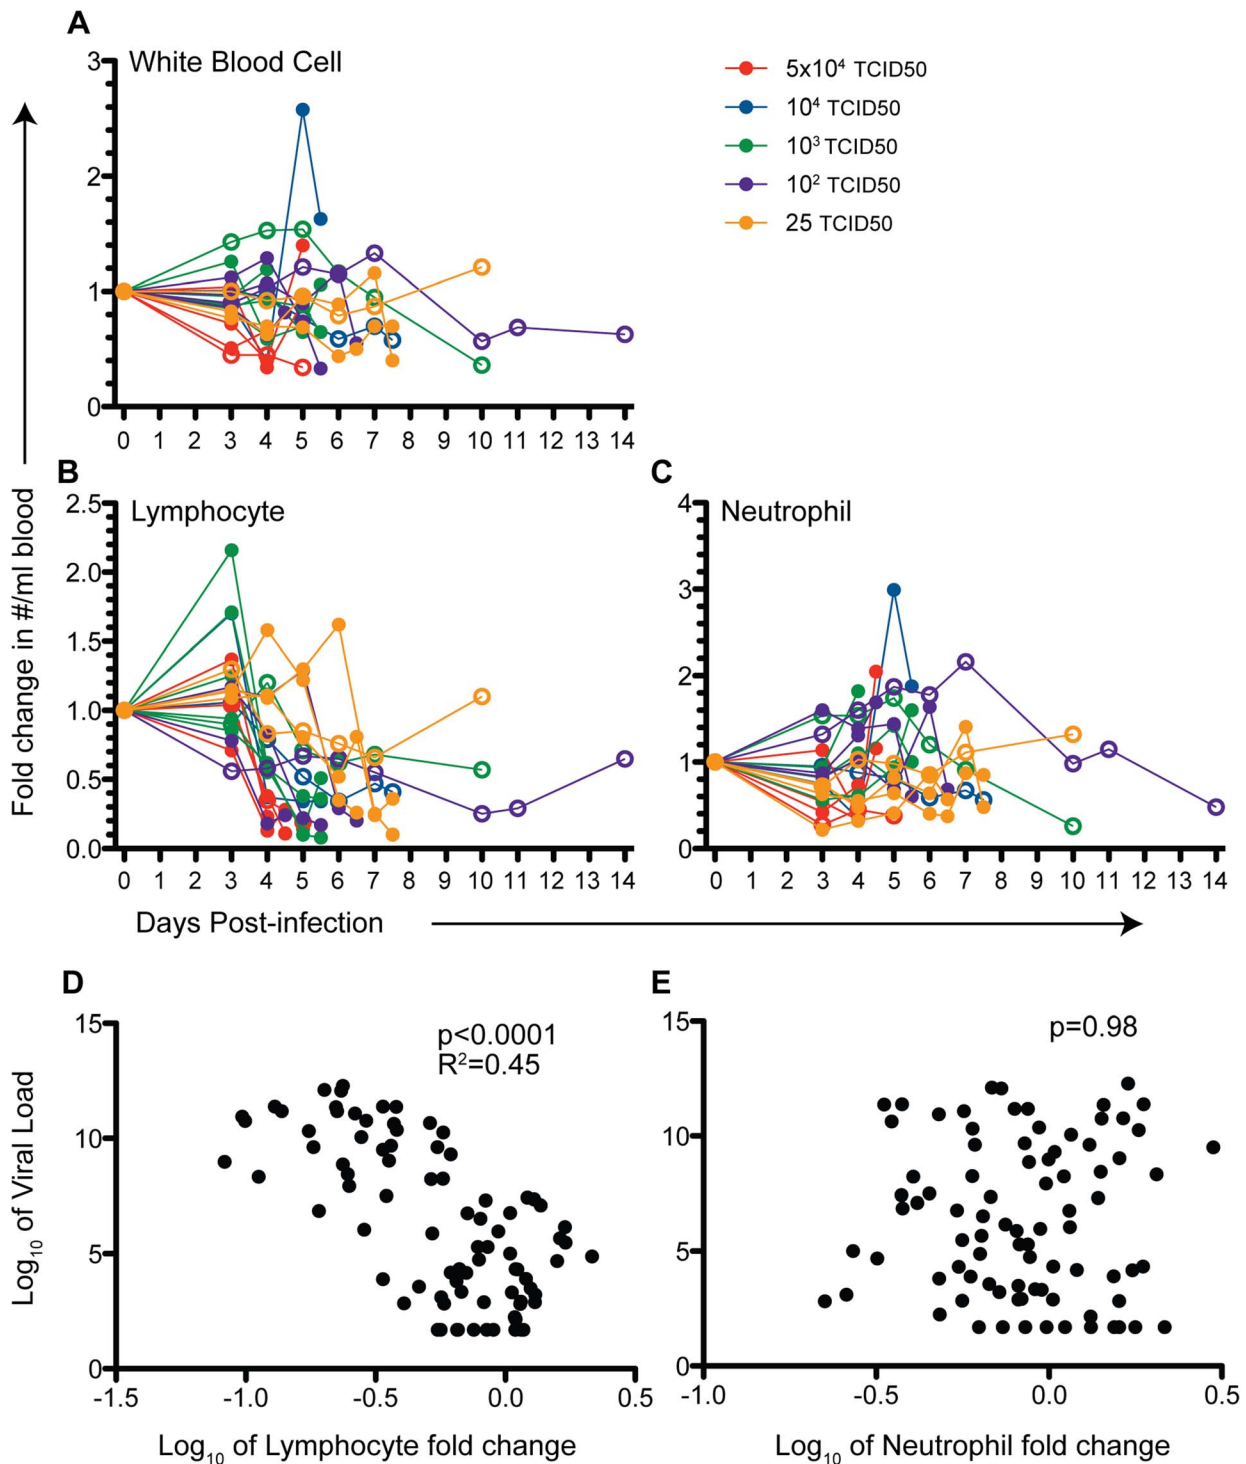 A
White Blood Cell
3
2
1
0
0 1 2 3 4 5 6 7 8 9 10 11 12 13 14
5x10⁴ TCID50
10⁴ TCID50
10³ TCID50
10² TCID50
25 TCID50
Fold change in #/ml blood
B
Lymphocyte
2.5
2.0
1.5
1.0
0.5
0.0
0 1 2 3 4 5 6 7 8 9 10 11 12 13 14
C
Neutrophil
4
3
2
1
0
0 1 2 3 4 5 6 7 8 9 10 11 12 13 14
Days Post-infection
D
p<0.0001
R²=0.45
15
10
5
0
-1.5 -1.0 -0.5 0.0 0.5
Log₁₀ of Viral Load
Log₁₀ of Lymphocyte fold change
E
p=0.98
15
10
5
0
-1.0 -0.5 0.0 0.5
Log₁₀ of Neutrophil fold change